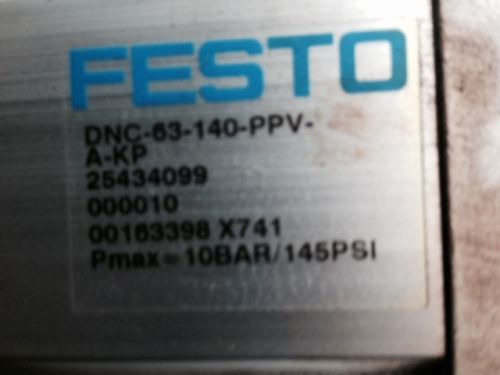 FESTO
DNC-63-140-PPV-
A-KP
25434099
000010
00163398 X741
Pmax=10BAR/145PSI